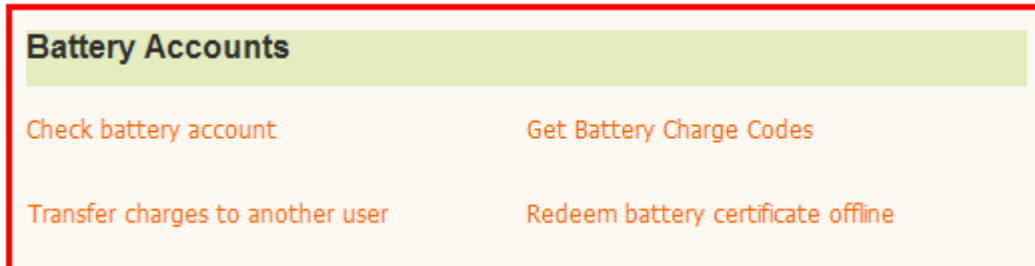 Battery Accounts
Check battery account
Get Battery Charge Codes
Transfer charges to another user
Redeem battery certificate offline